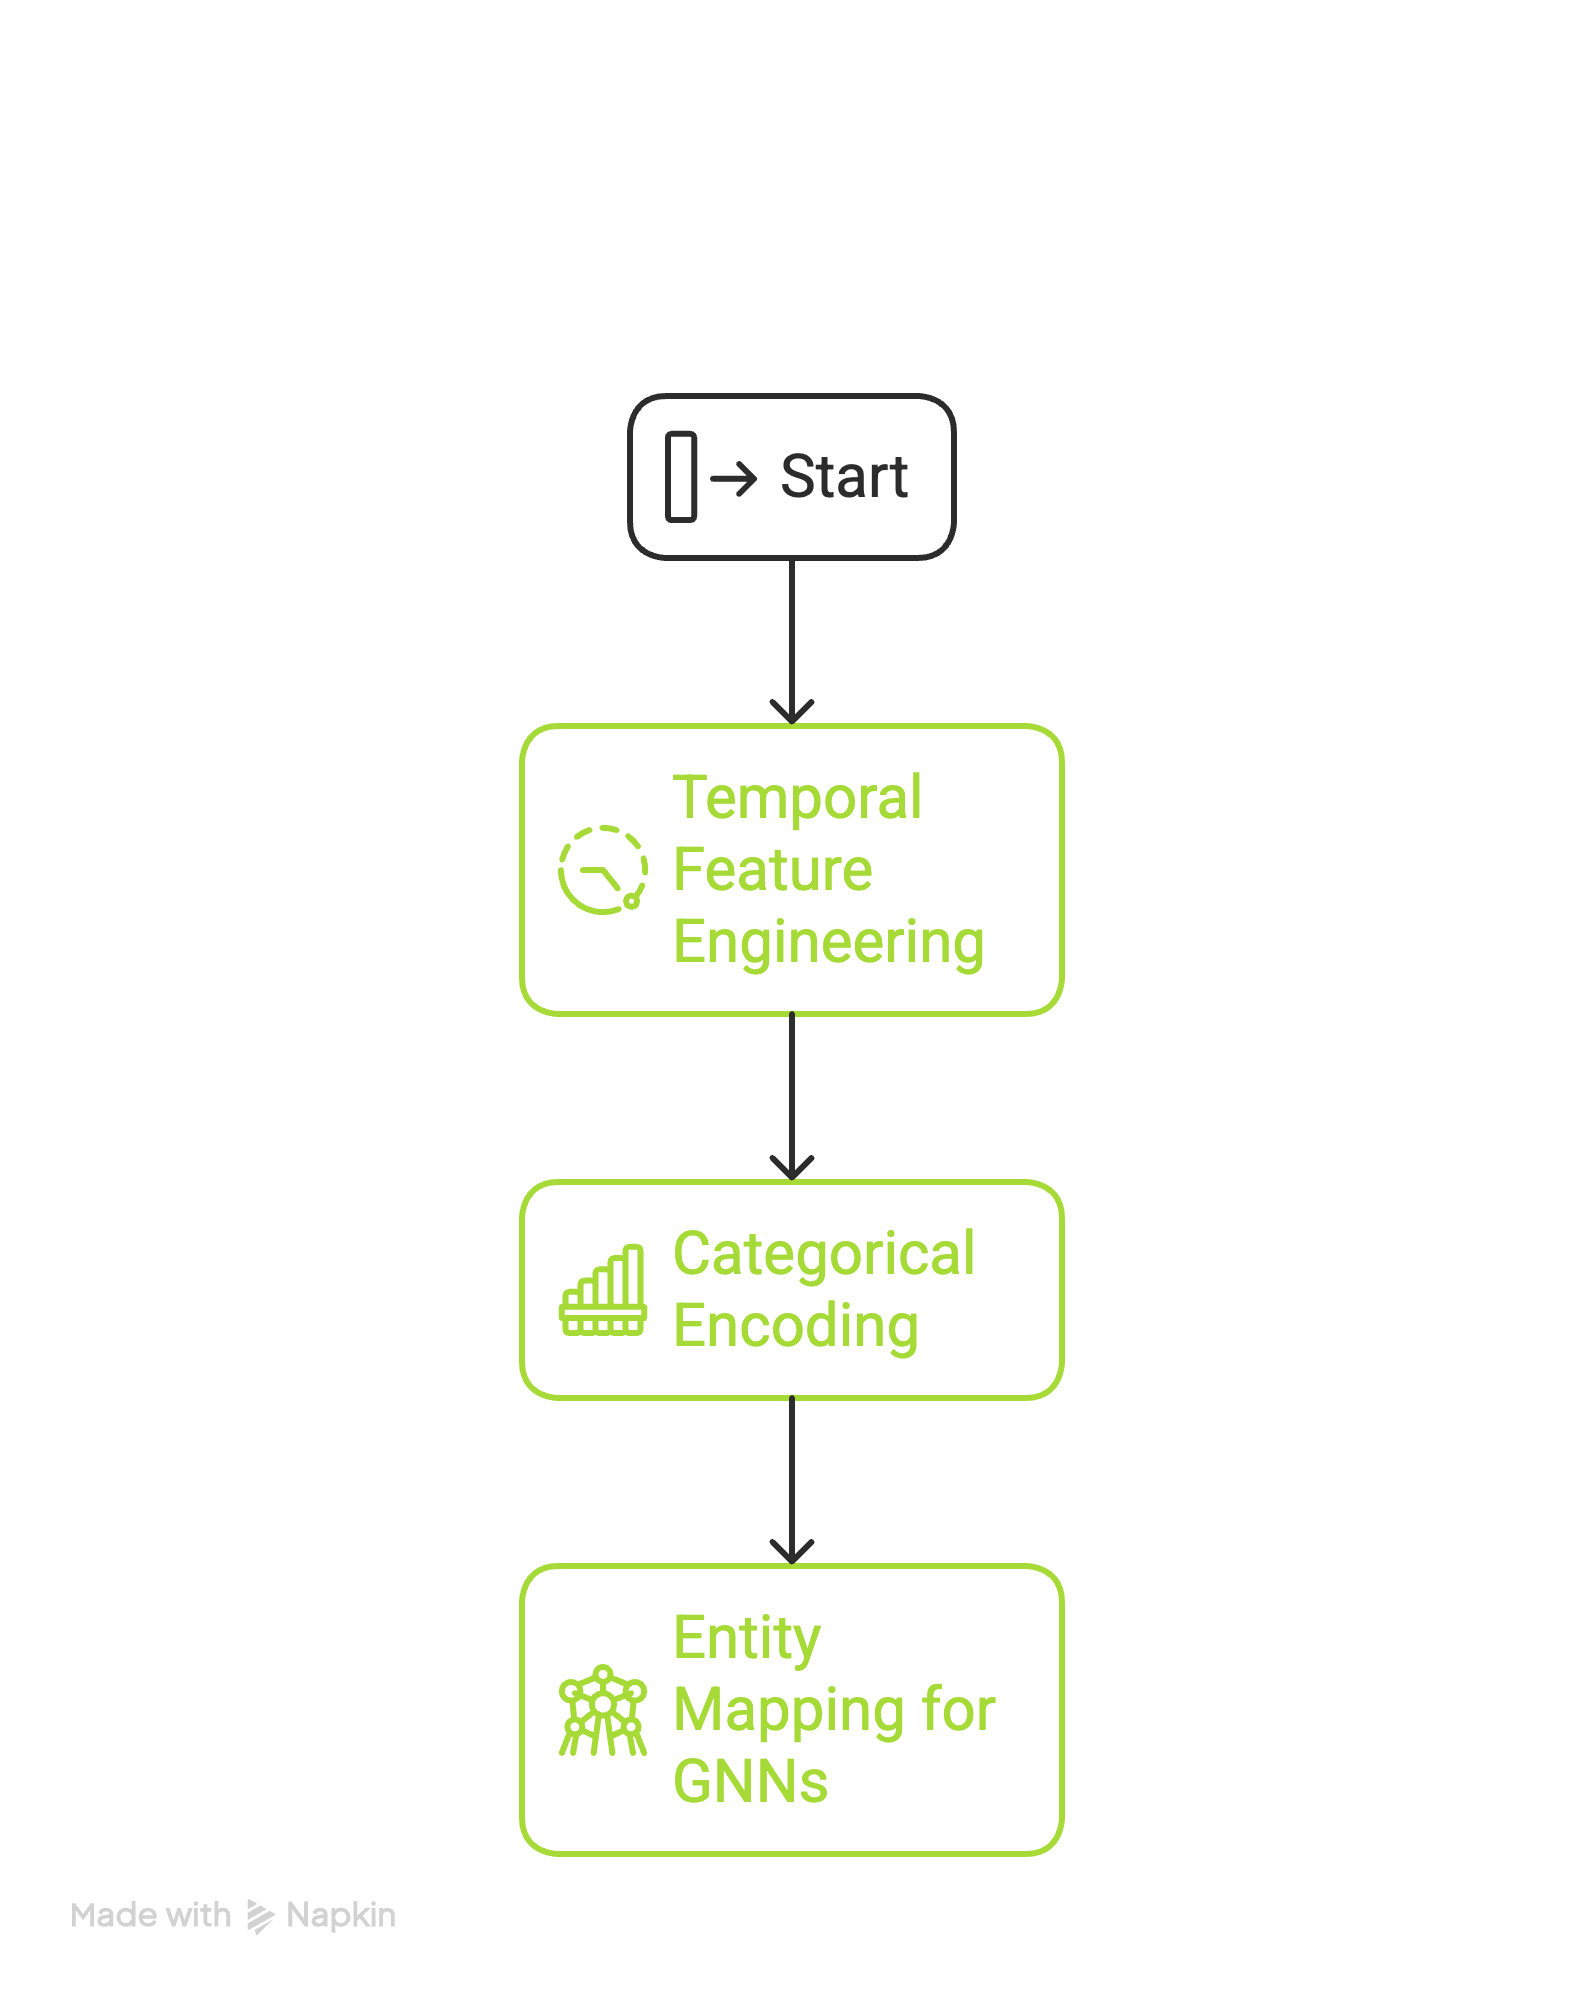 Start
Temporal
Feature
Engineering
Categorical
Encoding
Entity
Mapping for
GNNs
Made with Napkin